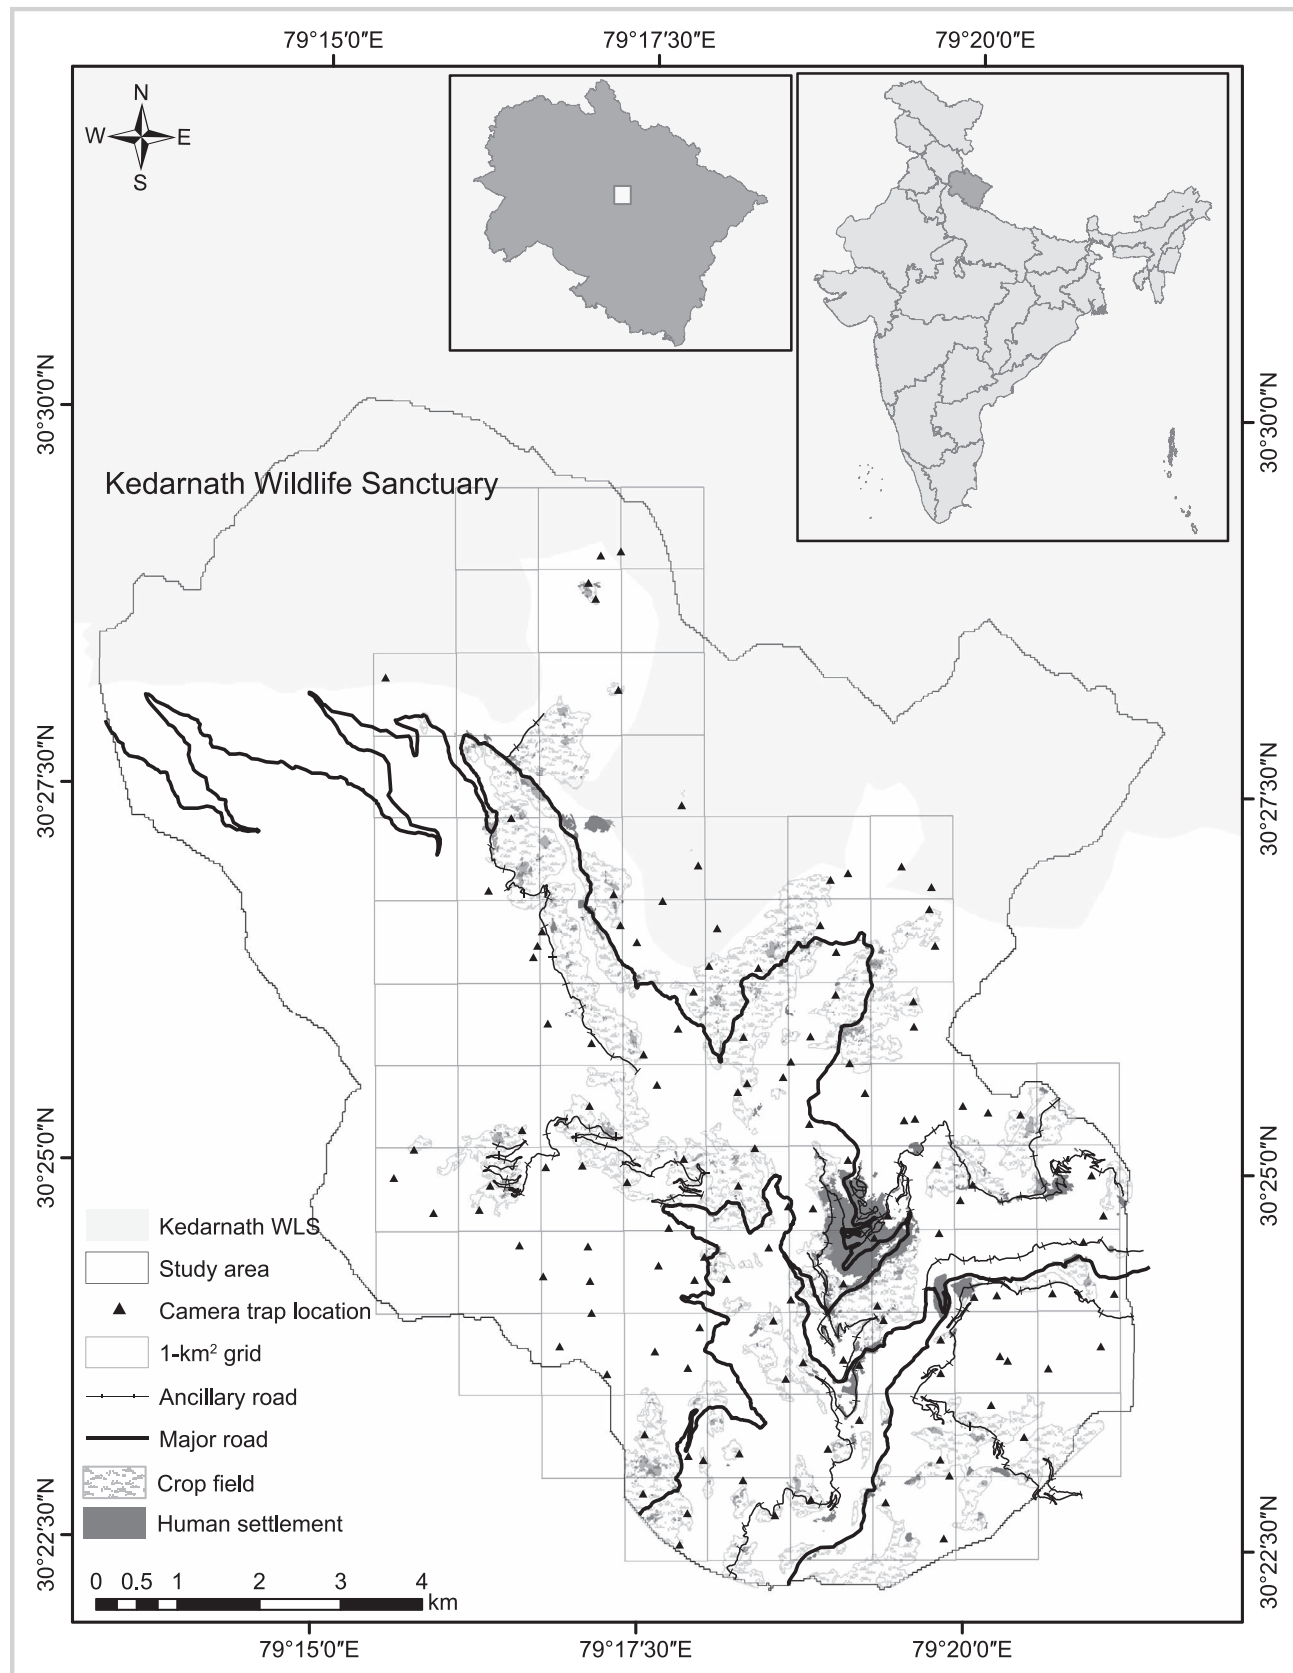 79°15′0″E 79°17′30″E 79°20′0″E
N
W E
S
30°30′0″N
30°30′0″N
Kedarnath Wildlife Sanctuary
30°27′30″N
30°27′30″N
30°25′0″N
30°25′0″N
Kedarnath WLS
Study area
Camera trap location
1-km² grid
Ancillary road
Major road
Crop field
Human settlement
30°22′30″N
30°22′30″N
0 0.5 1 2 3 4
km
79°15′0″E 79°17′30″E 79°20′0″E